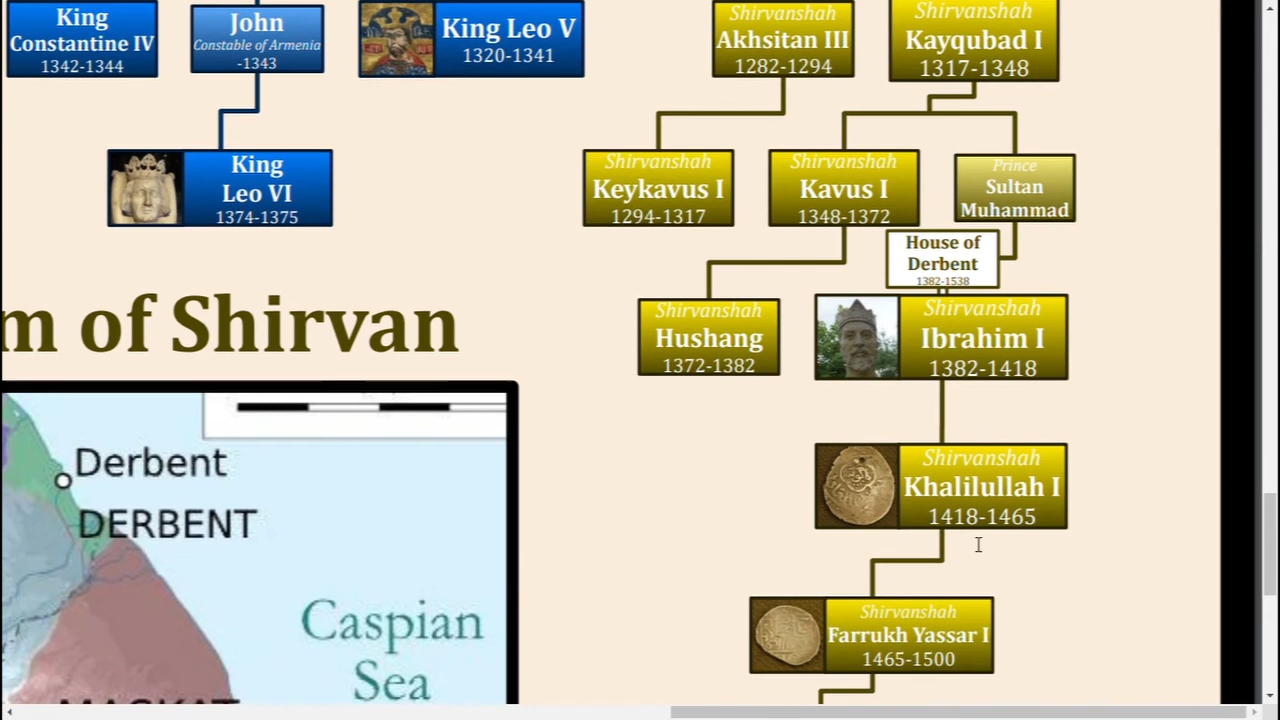 King
Constantine IV
1342-1344
John
Constable of Armenia
-1343
King Leo V
1320-1341
Shirvanshah
Akhsitan III
1282-1294
Shirvanshah
Kayqubad I
1317-1348
King
Leo VI
1374-1375
Shirvanshah
Keykavus I
1294-1317
Shirvanshah
Kavus I
1348-1372
Prince
Sultan
Muhammad
House of
Derbent
1382-1538
m of Shirvan
Shirvanshah
Hushang
1372-1382
Shirvanshah
Ibrahim I
1382-1418
Derbent
DERBENT
Caspian
Sea
Shirvanshah
Khalilullah I
1418-1465
Shirvanshah
Farrukh Yassar I
1465-1500